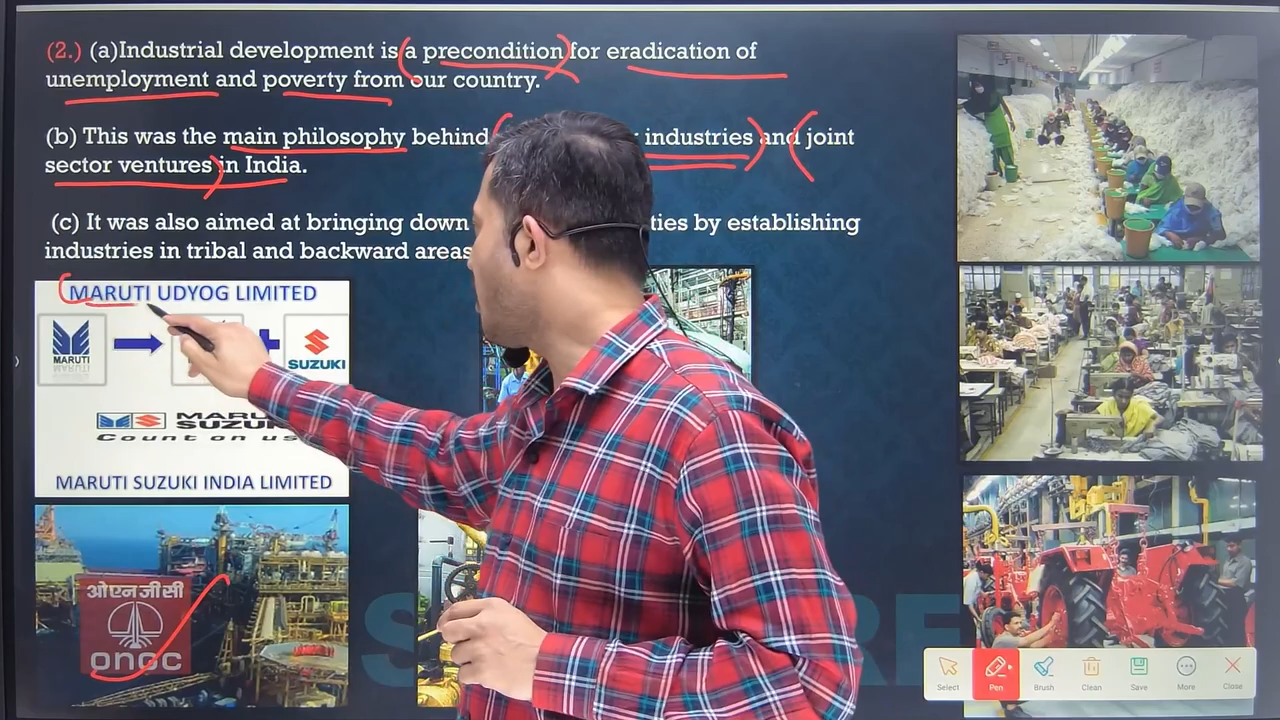 (2.) (a)Industrial development is a precondition for eradication of
unemployment and poverty from our country.
(b) This was the main philosophy behind industries and joint
sector ventures in India.
(c) It was also aimed at bringing down ties by establishing
industries in tribal and backward areas
MARUTI UDYOG LIMITED
MARUTI
SUZUKI
MARU
SUZUK
Count on us
MARUTI SUZUKI INDIA LIMITED
ओएनजीसी
ongc
Select Pen Brush Clean Save More Close